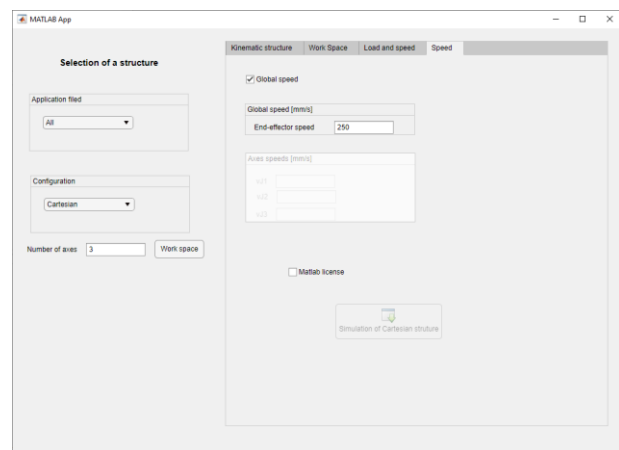 MATLAB App
Selection of a structure
Application filed
All
Configuration
Cartesian
Number of axes 3 Work space
Kinematic structure Work Space Load and speed Speed
Global speed
Global speed [mm/s]
End-effector speed 250
Axes speeds [mm/s]
Matlab license
Simulation of Cartesian struture